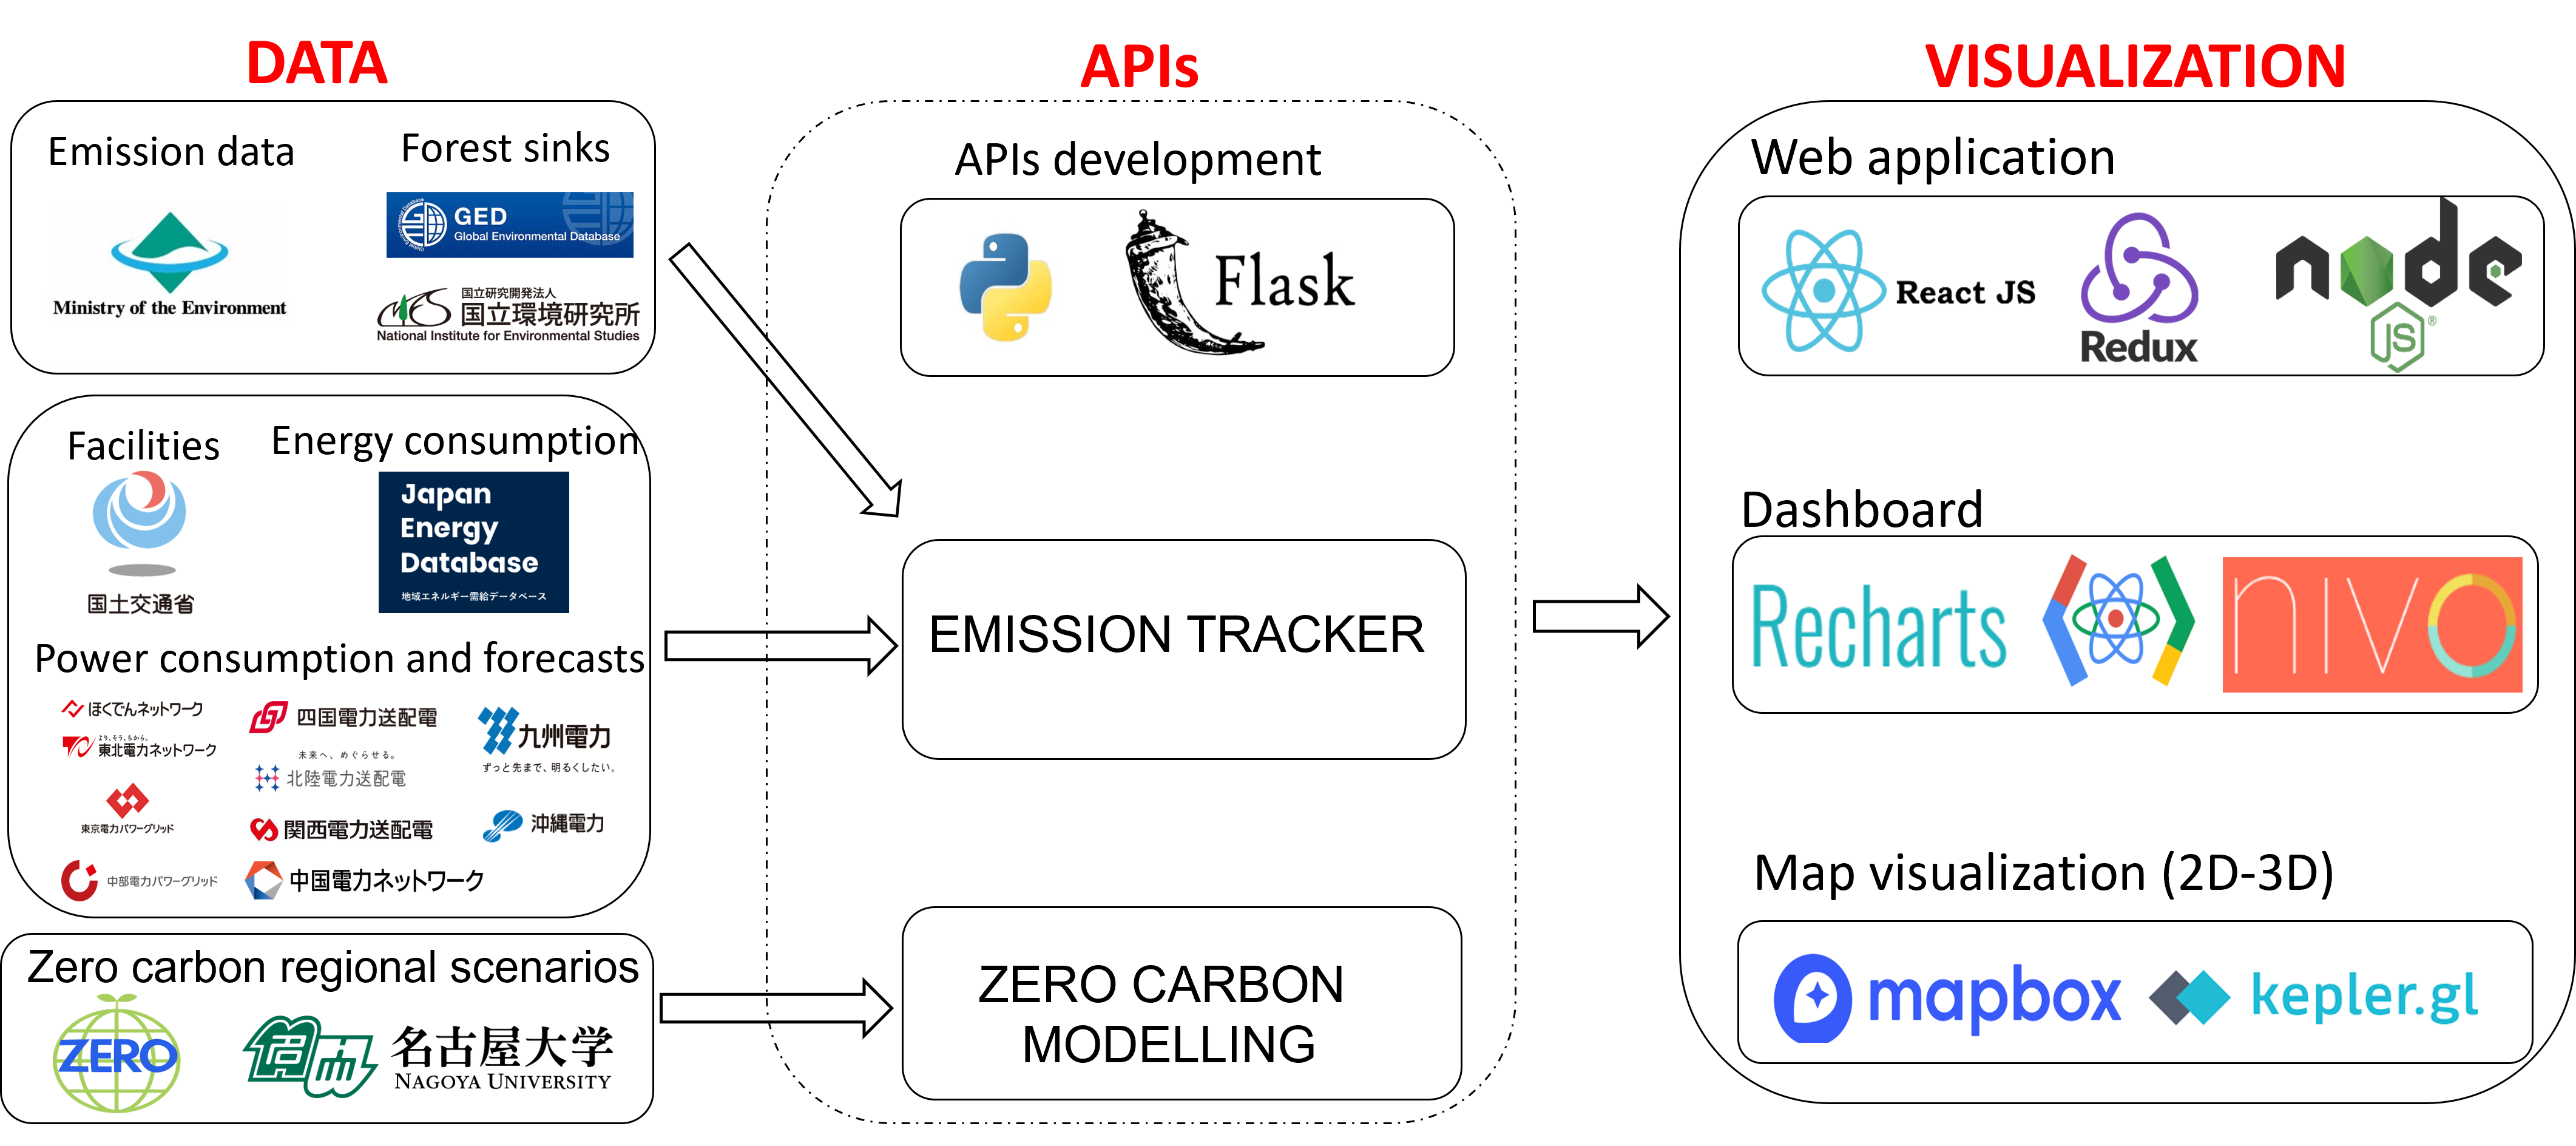 DATA
Emission data
Ministry of the Environment
Forest sinks
GED
Global Environmental Database
国立研究開発法人
国立環境研究所
National Institute for Environmental Studies
Facilities
国土交通省
Energy consumption
Japan
Energy
Database
地域エネルギー需給データベース
Power consumption and forecasts
ほくでんネットワーク
より、そう、ちから。
東北電力ネットワーク
東京電力パワーグリッド
中部電力パワーグリッド
四国電力送配電
未来へ、めぐらせる。
北陸電力送配電
関西電力送配電
中国電力ネットワーク
九州電力
ずっと先まで、明るくしたい。
沖縄電力
Zero carbon regional scenarios
ZERO
名古屋大学
NAGOYA UNIVERSITY
APIs
APIs development
Flask
EMISSION TRACKER
ZERO CARBON
MODELLING
VISUALIZATION
Web application
React JS
Redux
node
JS®
Dashboard
Recharts
nivo
Map visualization (2D-3D)
mapbox
kepler.gl